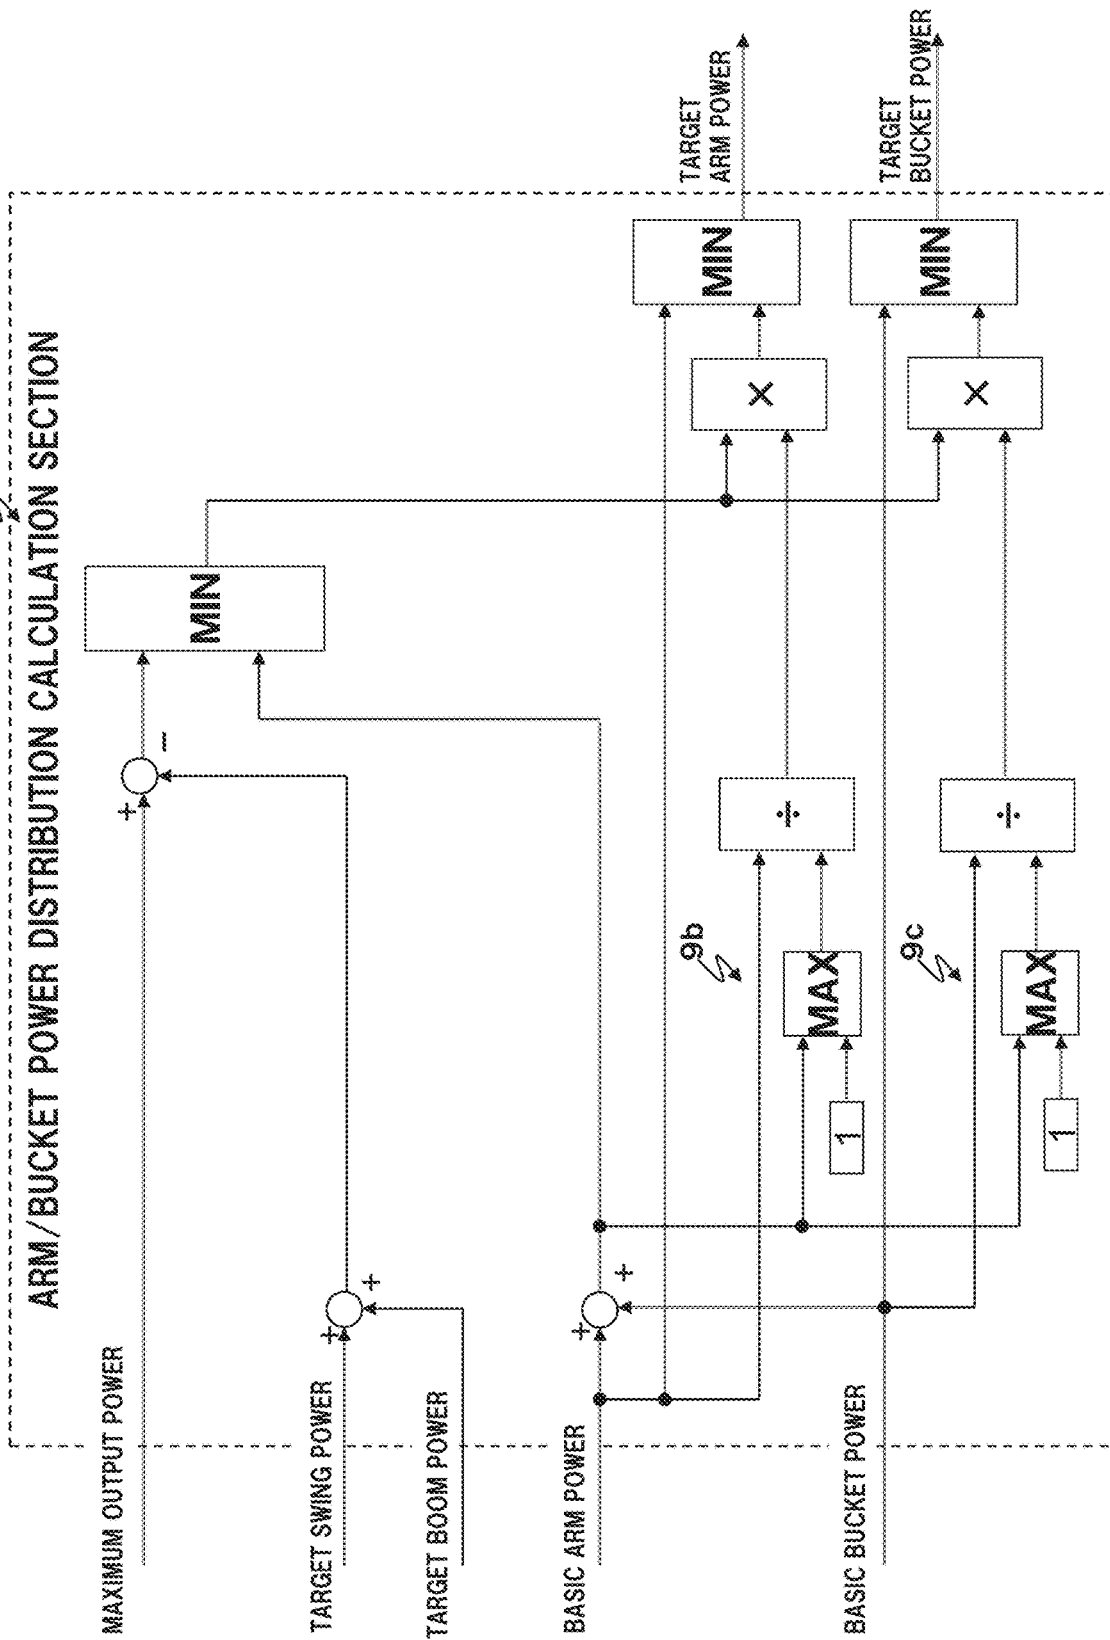 ARM/BUCKET POWER DISTRIBUTION CALCULATION SECTION
MAXIMUM OUTPUT POWER
+
−
MIN
TARGET SWING POWER
+
+
TARGET BOOM POWER
BASIC ARM POWER
+
+
9b
1
MAX
÷
×
MIN
TARGET
ARM POWER
BASIC BUCKET POWER
9c
1
MAX
÷
×
MIN
TARGET
BUCKET POWER